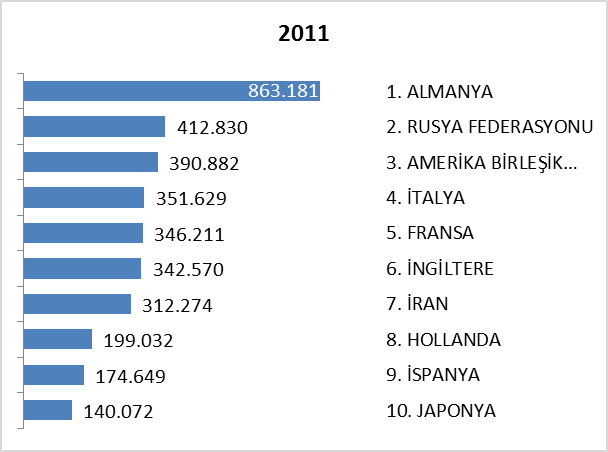 2011
863.181 1. ALMANYA
412.830 2. RUSYA FEDERASYONU
390.882 3. AMERİKA BİRLEŞİK...
351.629 4. İTALYA
346.211 5. FRANSA
342.570 6. İNGİLTERE
312.274 7. İRAN
199.032 8. HOLLANDA
174.649 9. İSPANYA
140.072 10. JAPONYA